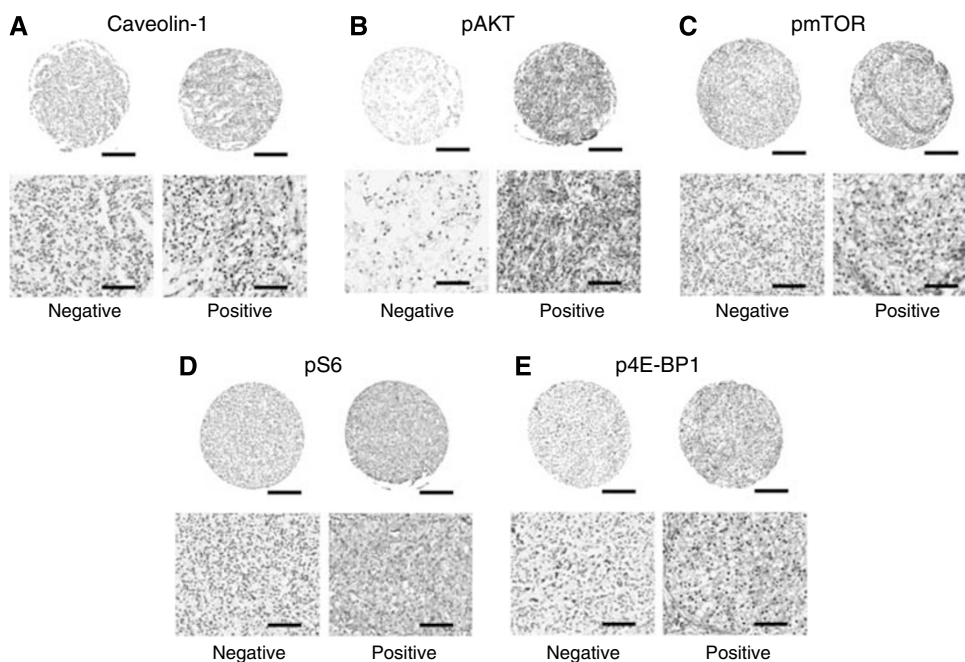 A Caveolin-1
B pAKT
C pmTOR
Negative Positive Negative Positive Negative Positive
D pS6
E p4E-BP1
Negative Positive Negative Positive